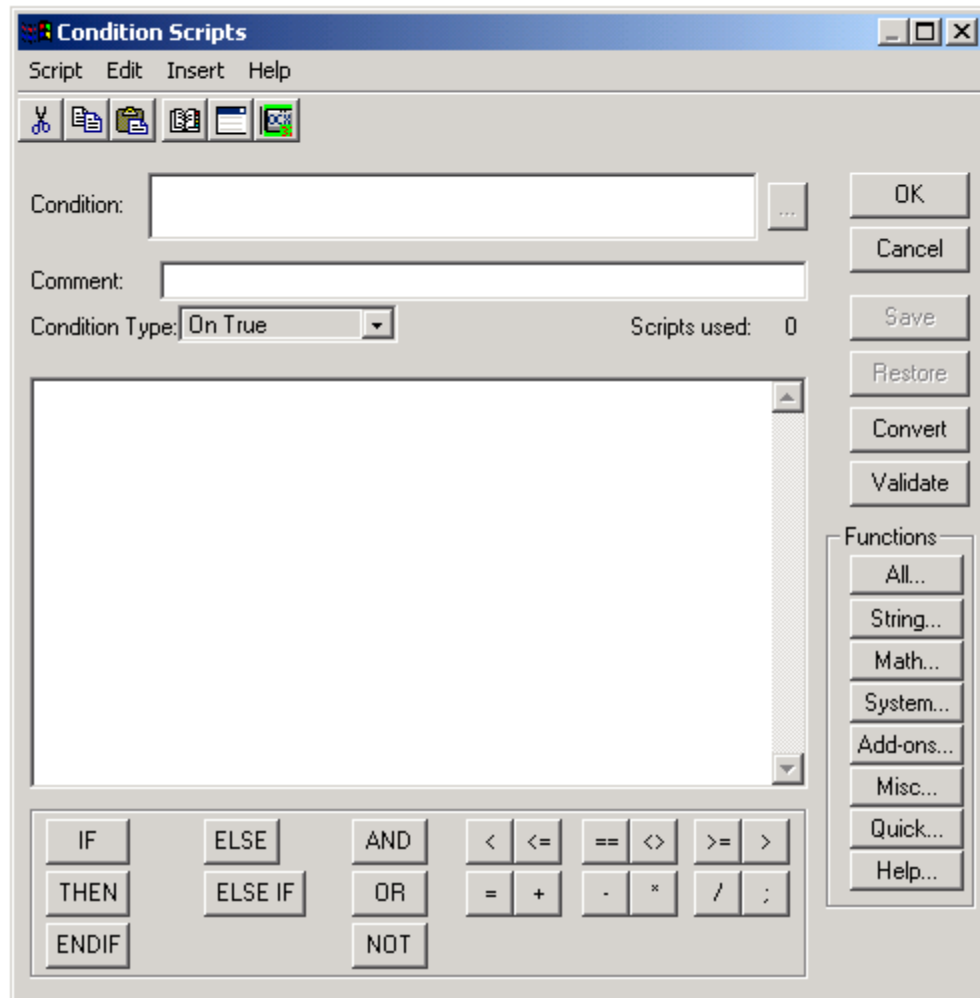 Condition Scripts
Script Edit Insert Help
Condition: ... OK
Cancel
Comment:
Condition Type: On True Scripts used: 0 Save
Restore
Convert
Validate
Functions
All...
String...
Math...
System...
Add-ons...
Misc...
Quick...
Help...
IF ELSE AND < <= == <> >= >
THEN ELSE IF OR = + - * / ;
ENDIF NOT